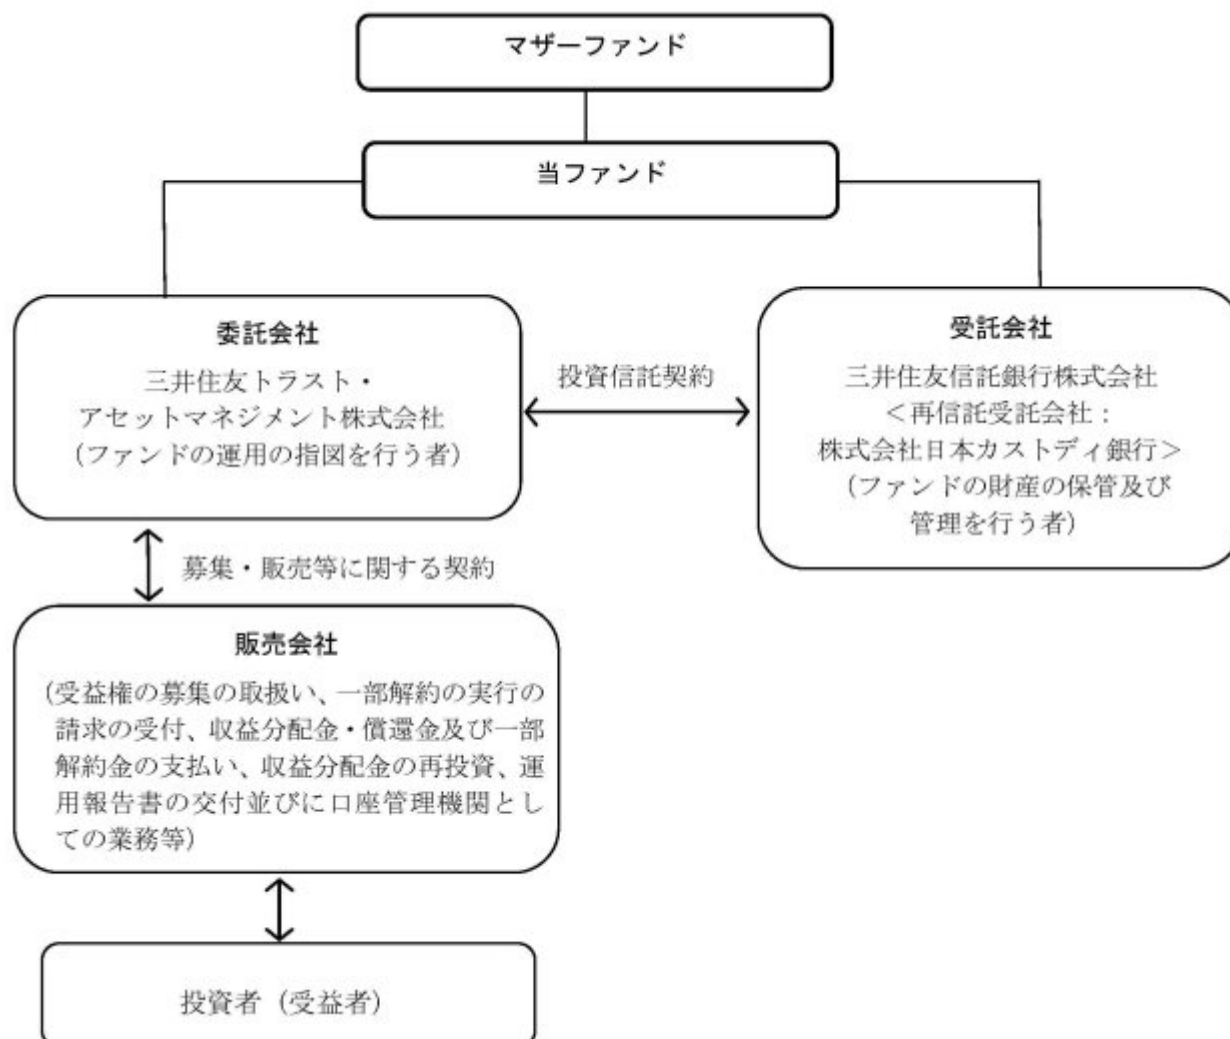 マザーファンド
当ファンド
委託会社
三井住友トラスト・
アセットマネジメント株式会社
（ファンドの運用の指図を行う者）
投資信託契約
受託会社
三井住友信託銀行株式会社
＜再信託受託会社：
株式会社日本カストディ銀行＞
（ファンドの財産の保管及び
管理を行う者）
募集・販売等に関する契約
販売会社
（受益権の募集の取扱い、一部解約の実行の
請求の受付、収益分配金・償還金及び一部
解約金の支払い、収益分配金の再投資、運
用報告書の交付並びに口座管理機関とし
ての業務等）
投資者（受益者）